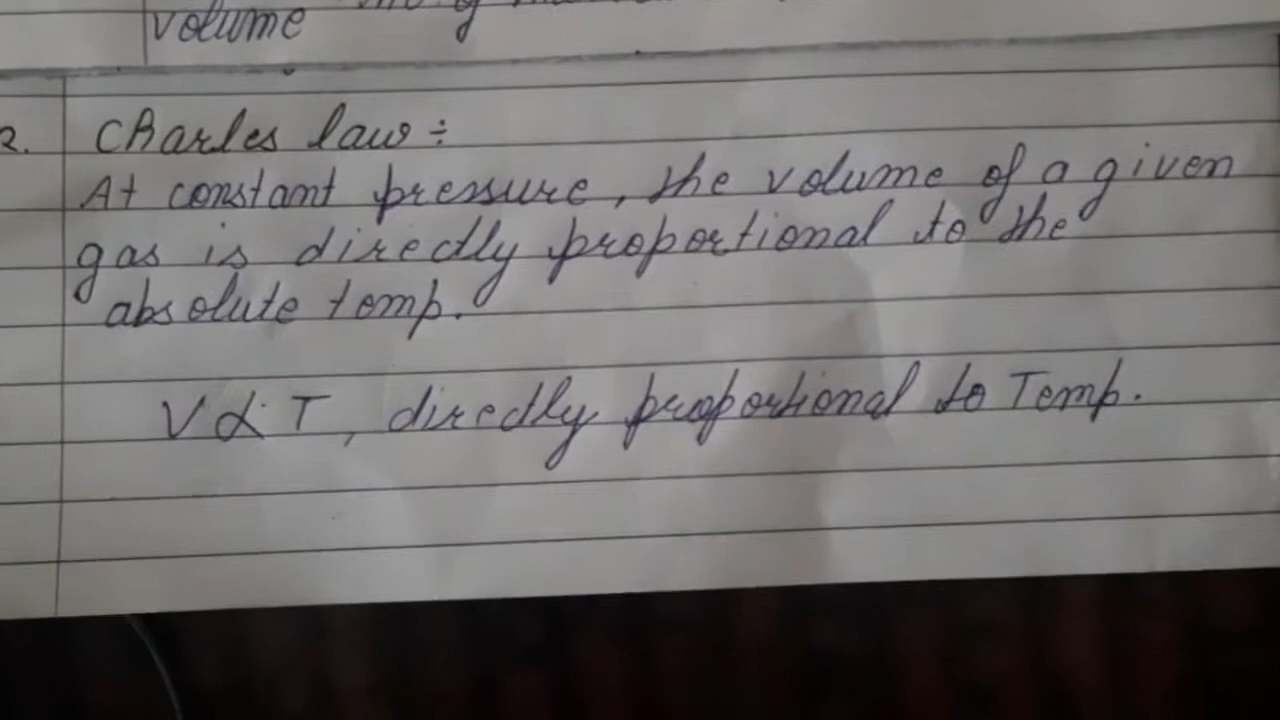 volume
2. Charles law ÷
At constant pressure, the volume of a given
gas is directly proportional to the
absolute temp.
V ∝ T, directly proportional to Temp.